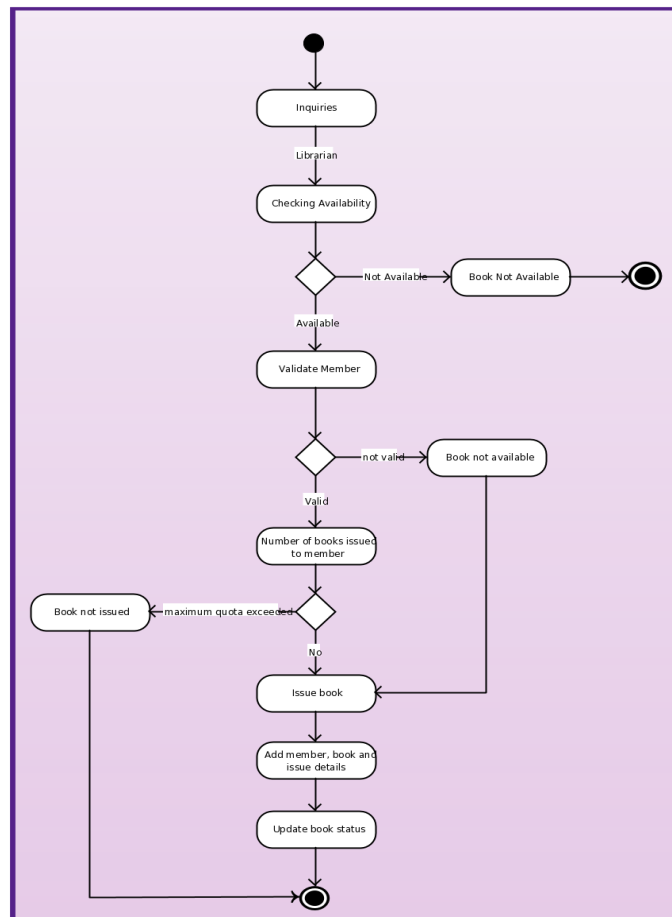 Inquiries
Librarian
Checking Availability
Not Available
Book Not Available
Available
Validate Member
not valid
Book not available
Valid
Number of books issued
to member
Book not issued
maximum quota exceeded
No
Issue book
Add member, book and
issue details
Update book status